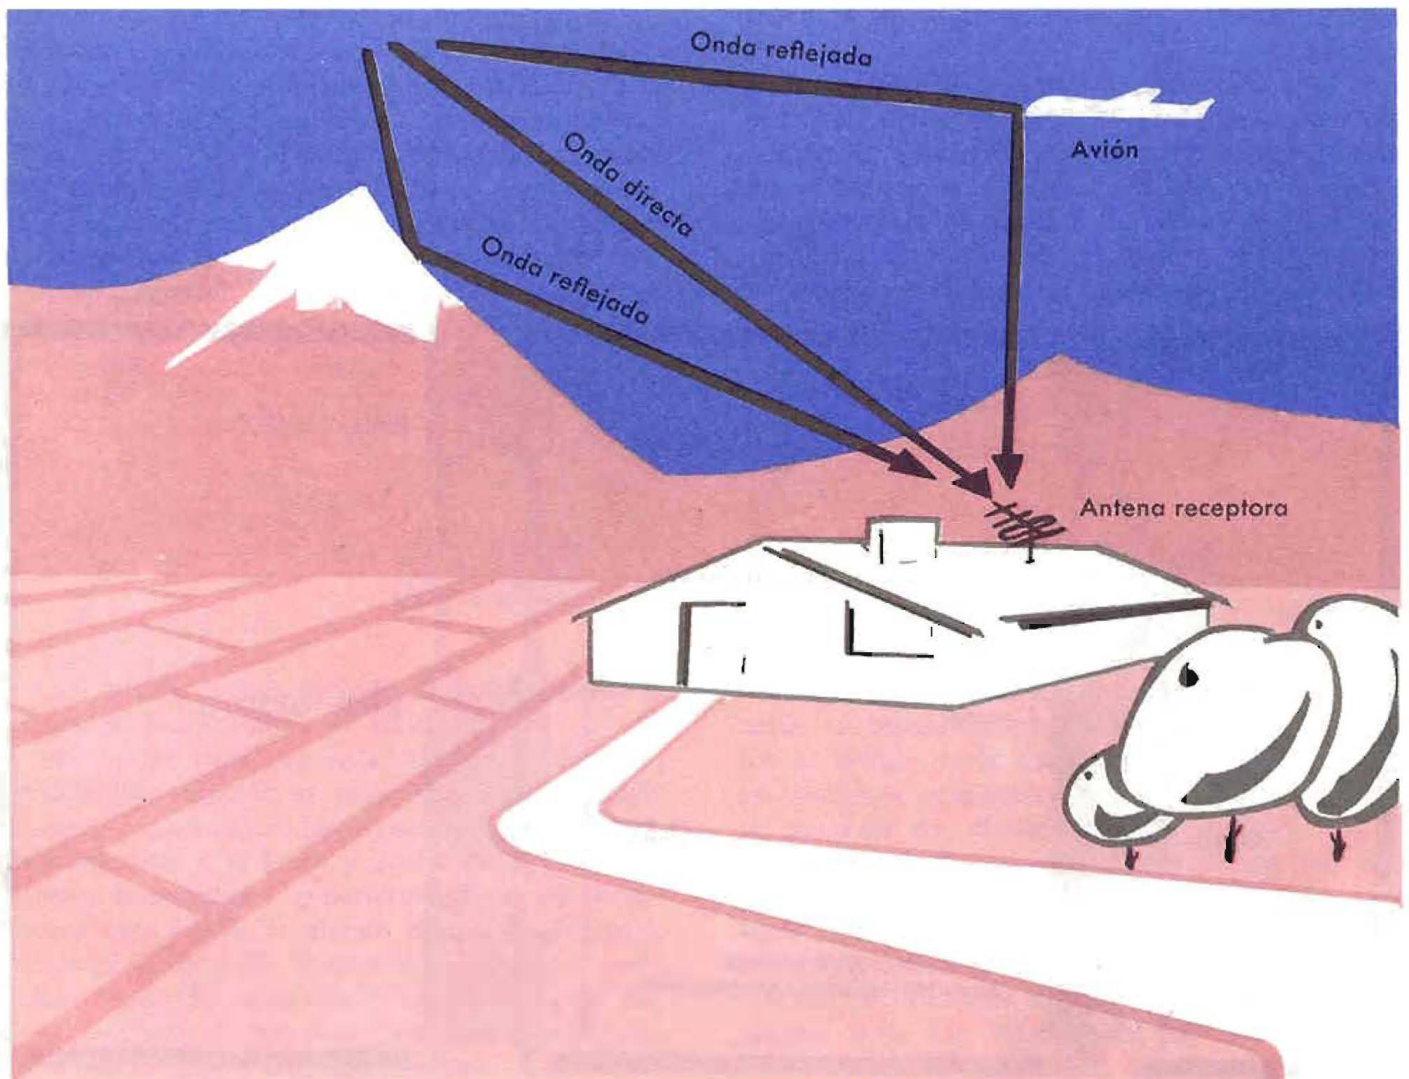 Onda reflejada
Avión
Onda directa
Onda reflejada
Antena receptora